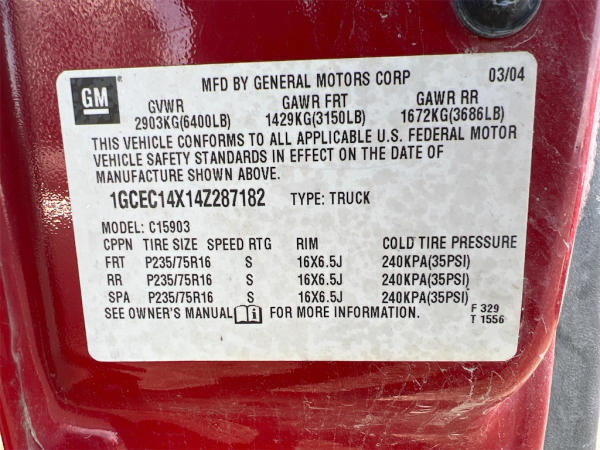 GM
MFD BY GENERAL MOTORS CORP 03/04
GVWR GAWR FRT GAWR RR
2903KG(6400LB) 1429KG(3150LB) 1672KG(3686LB)
THIS VEHICLE CONFORMS TO ALL APPLICABLE U.S. FEDERAL MOTOR
VEHICLE SAFETY STANDARDS IN EFFECT ON THE DATE OF
MANUFACTURE SHOWN ABOVE.
1GCEC14X14Z287182 TYPE: TRUCK
MODEL: C15903
CPPN TIRE SIZE SPEED RTG RIM COLD TIRE PRESSURE
FRT P235/75R16 S 16X6.5J 240KPA(35PSI)
RR P235/75R16 S 16X6.5J 240KPA(35PSI)
SPA P235/75R16 S 16X6.5J 240KPA(35PSI)
SEE OWNER'S MANUAL i FOR MORE INFORMATION. F 329
T 1556